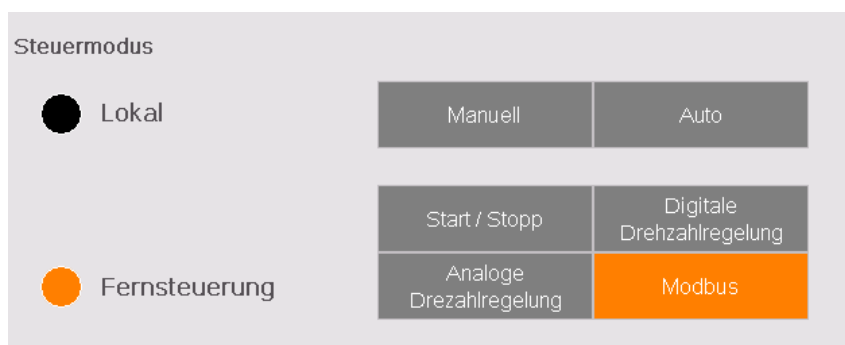 Steuermodus
Lokal
Manuell
Auto
Start / Stopp
Digitale
Drehzahlregelung
Fernsteuerung
Analoge
Drezahlregelung
Modbus